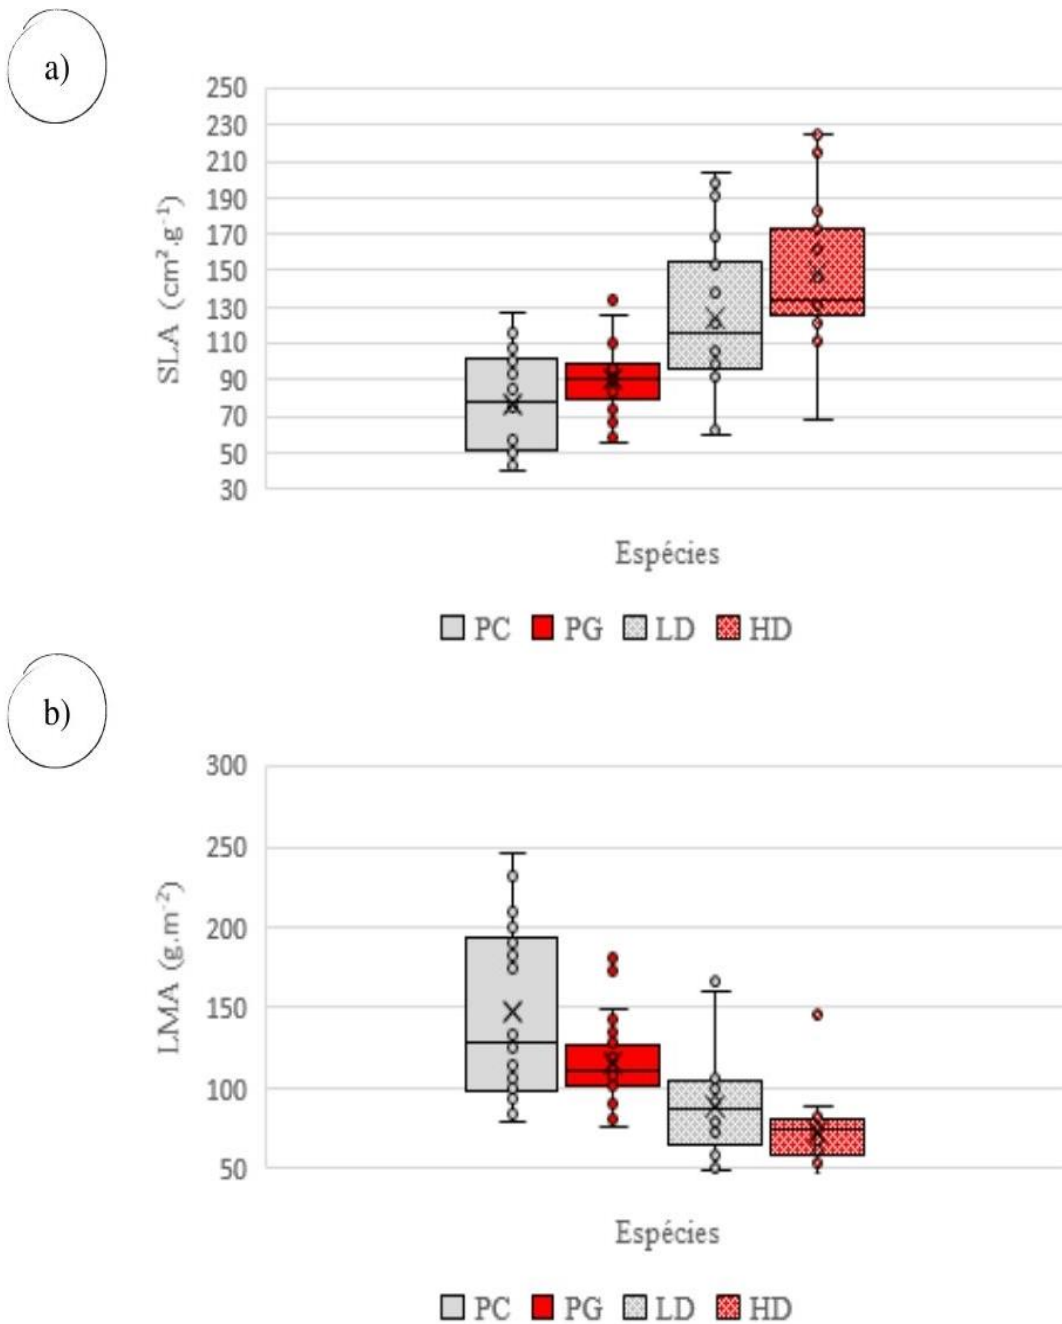 a)
250
230
210
190
170
150
130
110
90
70
50
30
SLA (cm².g⁻¹)
Espécies
PC PG LD HD
b)
300
250
200
150
100
50
LMA (g.m⁻²)
Espécies
PC PG LD HD